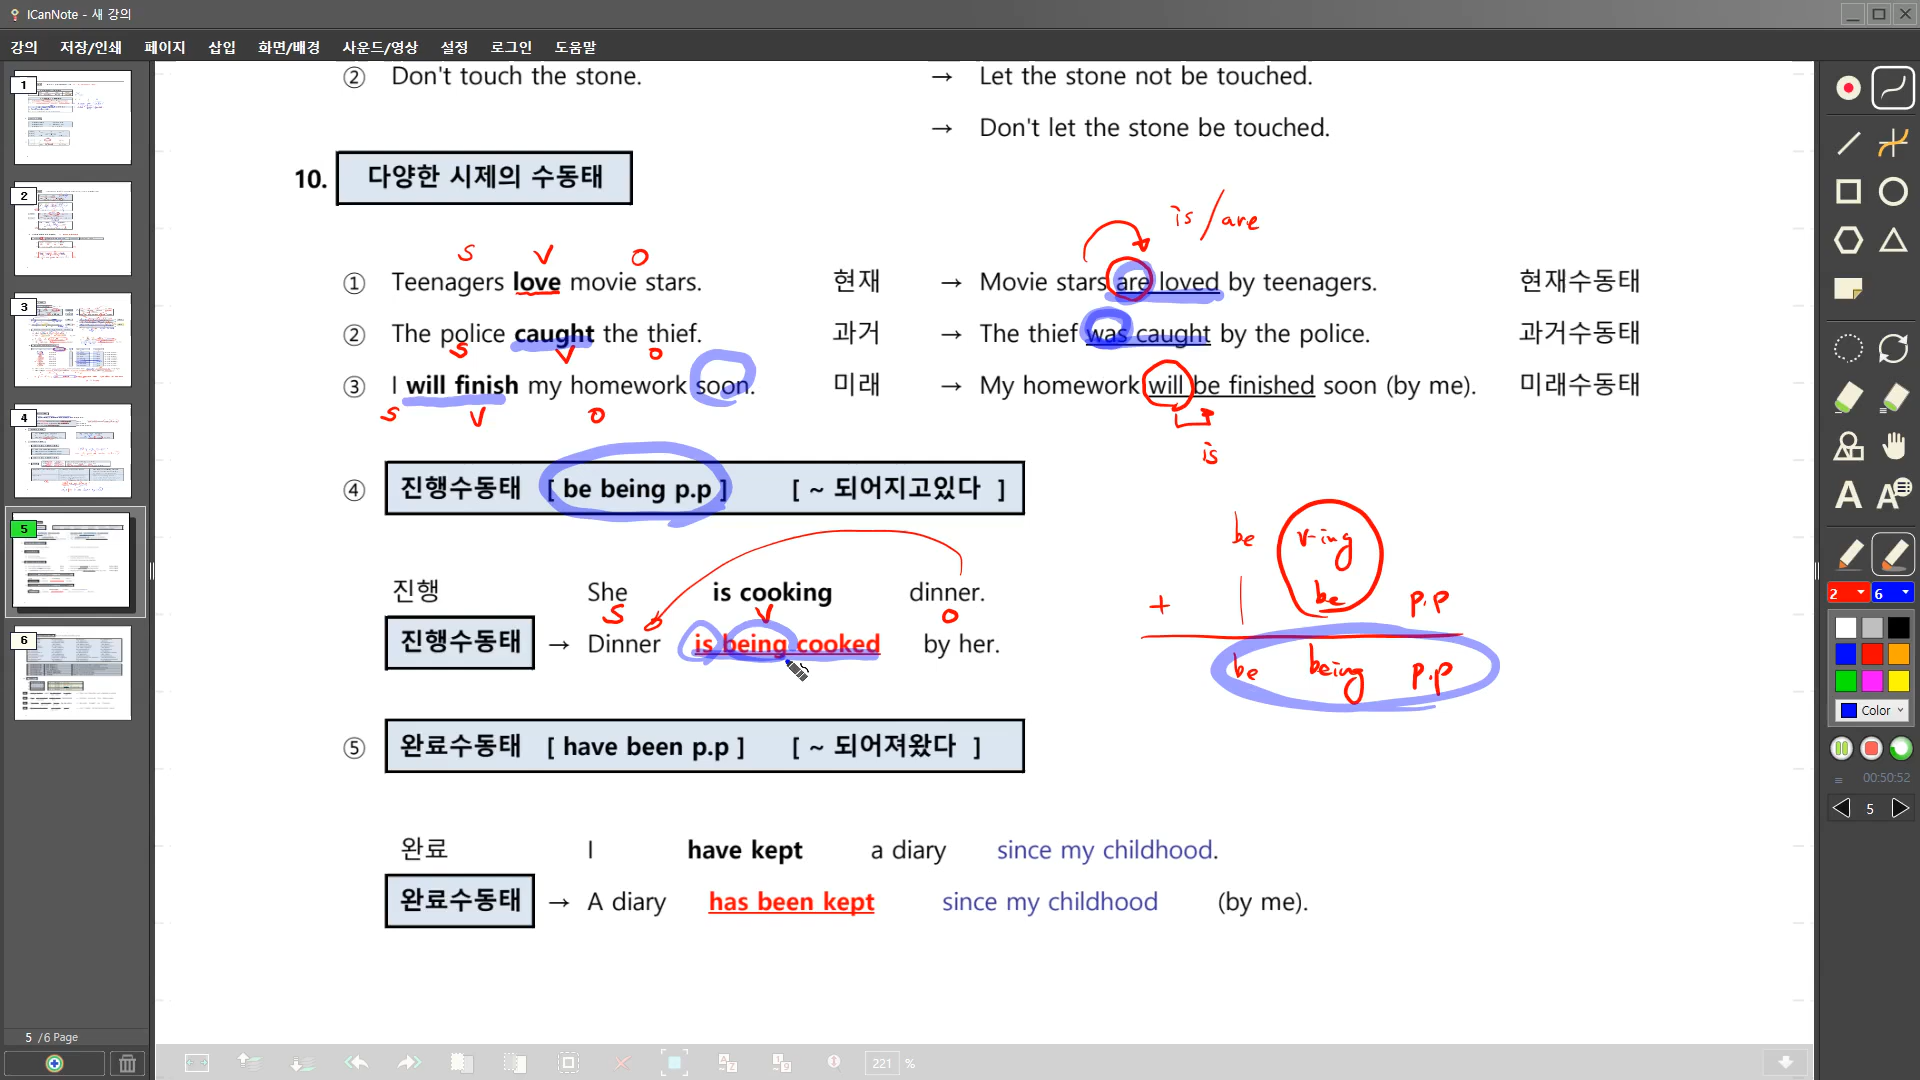 ICanNote - 새 강의
강의 저장/인쇄 페이지 삽입 화면/배경 사운드/영상 설정 로그인 도움말
② Don't touch the stone. → Let the stone not be touched.
→ Don't let the stone be touched.
10. 다양한 시제의 수동태
is / are
S V O
① Teenagers love movie stars. 현재 → Movie stars are loved by teenagers. 현재수동태
② The police caught the thief. 과거 → The thief was caught by the police. 과거수동태
S V O
③ I will finish my homework soon. 미래 → My homework will be finished soon (by me). 미래수동태
S V O
is
④ 진행수동태 [ be being p.p ] [ ~ 되어지고있다 ]
be v-ing
진행 She is cooking dinner.
+ be p.p
S V O
진행수동태 → Dinner is being cooked by her.
be being p.p
⑤ 완료수동태 [ have been p.p ] [ ~ 되어져왔다 ]
완료 I have kept a diary since my childhood.
완료수동태 → A diary has been kept since my childhood (by me).
1
2
3
4
5
6
5 /6 Page
221 %
A A
2 6
Color
00:50:52
5